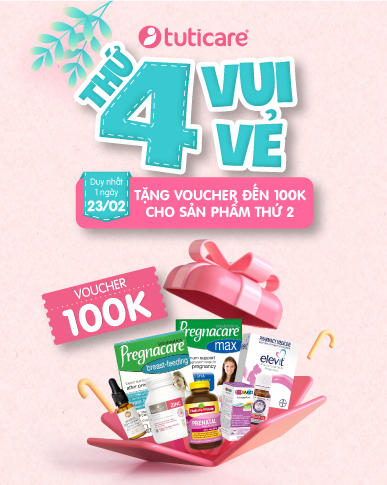 tuticare
THỨ
4
VUI
VẺ
Duy nhất
1 ngày
23/02
TẶNG VOUCHER ĐẾN 100K
CHO SẢN PHẨM THỨ 2
VOUCHER
100K
Pregnacare
breast-feeding
Pregnacare
max
elevit
ZINC
PRENATAL